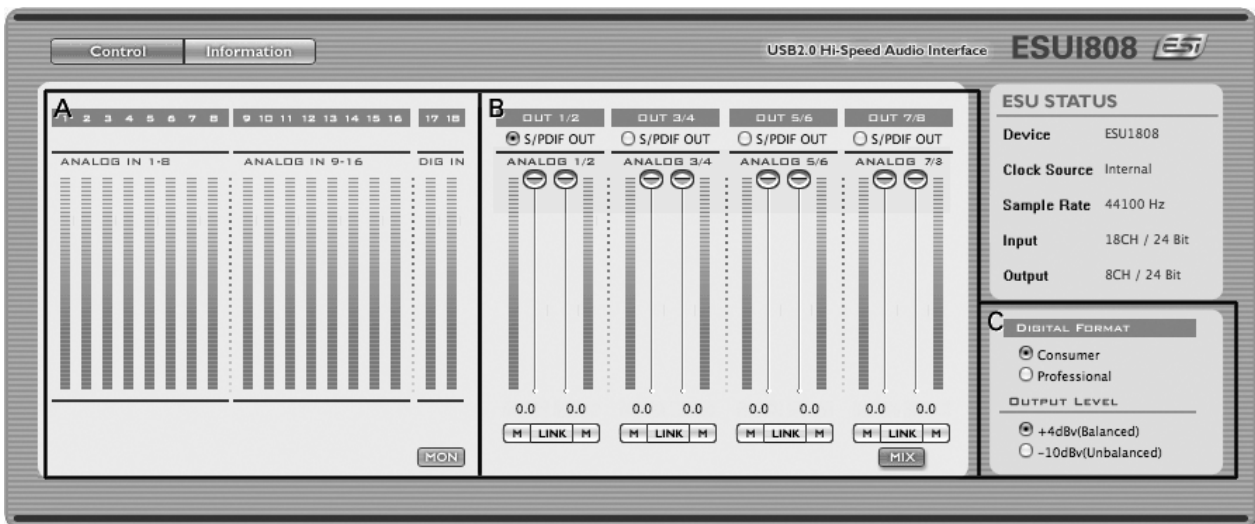 Control Information
USB2.0 Hi-Speed Audio Interface ESU1808 ESI
A
1 2 3 4 5 6 7 8 9 10 11 12 13 14 15 16 17 18
ANALOG IN 1-8 ANALOG IN 9-16 DIG IN
MON
B
OUT 1/2 OUT 3/4 OUT 5/6 OUT 7/8
S/PDIF OUT S/PDIF OUT S/PDIF OUT S/PDIF OUT
ANALOG 1/2 ANALOG 3/4 ANALOG 5/6 ANALOG 7/8
0.0 0.0 0.0 0.0 0.0 0.0 0.0 0.0
M LINK M M LINK M M LINK M M LINK M
MIX
ESU STATUS
Device ESU1808
Clock Source Internal
Sample Rate 44100 Hz
Input 18CH / 24 Bit
Output 8CH / 24 Bit
C
DIGITAL FORMAT
Consumer
Professional
OUTPUT LEVEL
+4dBv(Balanced)
-10dBv(Unbalanced)